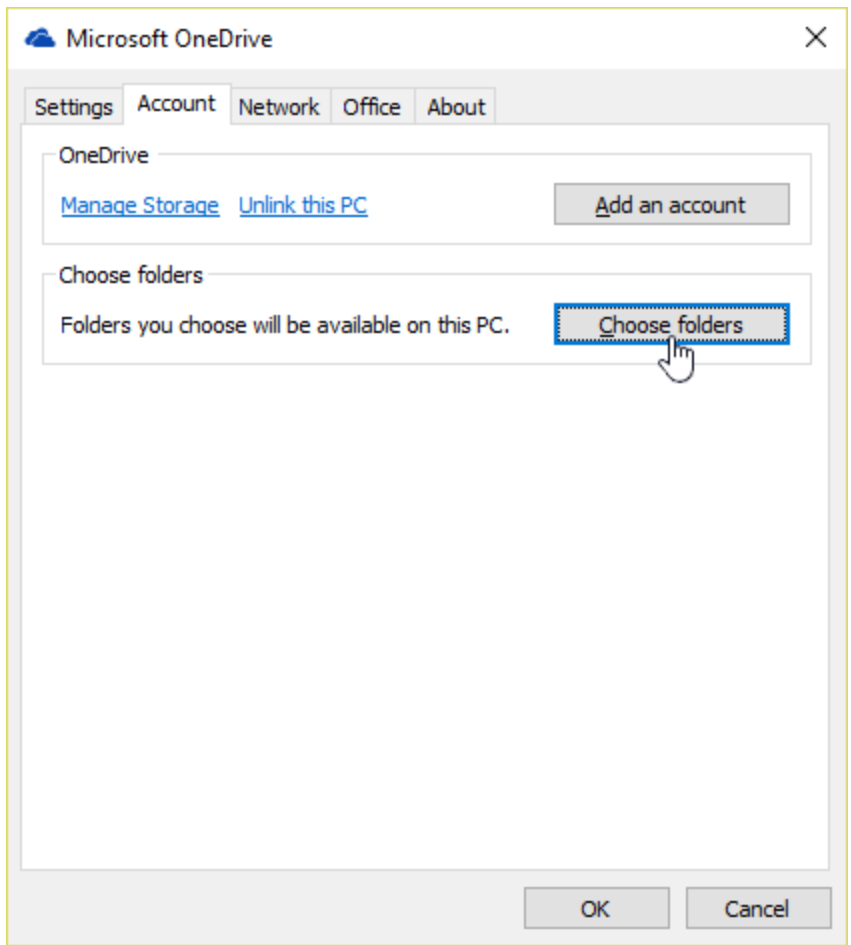 Microsoft OneDrive
Settings Account Network Office About
OneDrive
Manage Storage Unlink this PC Add an account
Choose folders
Folders you choose will be available on this PC. Choose folders
OK Cancel